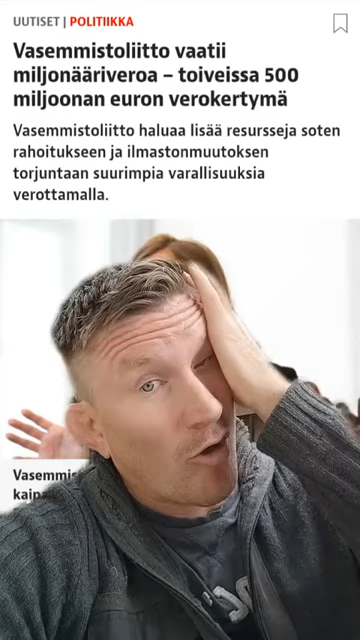 UUTISET | POLITIIKKA
Vasemmistoliitto vaatii
miljonääriveroa – toiveissa 500
miljoonan euron verokertymä
Vasemmistoliitto haluaa lisää resursseja soten
rahoitukseen ja ilmastonmuutoksen
torjuntaan suurimpia varallisuuksia
verottamalla.